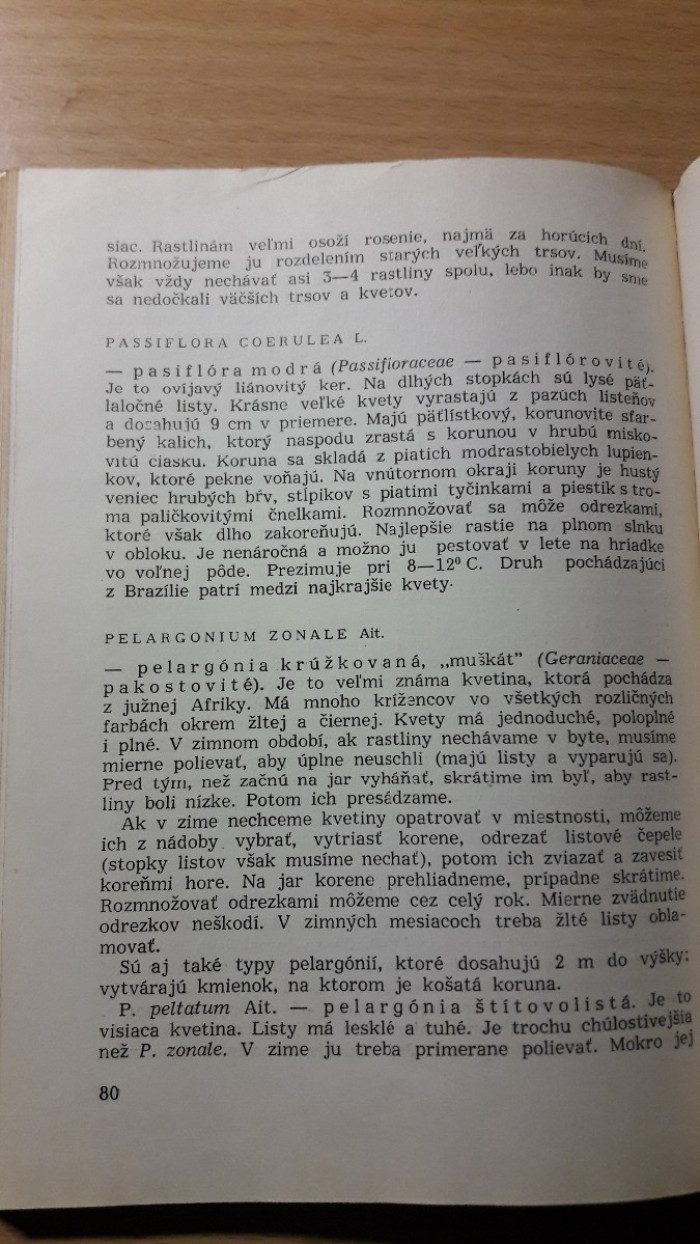 siac. Rastlinám veľmi osoží rosenie, najmä za horúcich dní.
Rozmnožujeme ju rozdelením starých veľkých trsov. Musíme
však vždy nechávať asi 3—4 rastliny spolu, lebo inak by sme
sa nedočkali väčších trsov a kvetov.
PASSIFLORA COERULEA L.
— pasiflóra modrá (Passifloraceae — pasiflórovité).
Je to ovíjavý liánovitý ker. Na dlhých stopkách sú lysé päť-
laločné listy. Krásne veľké kvety vyrastajú z pazúch listeňov
a dosahujú 9 cm v priemere. Majú päťlístkový, korunovite sfar-
bený kalich, ktorý naspodu zrastá s korunou v hrubú misko-
vitú čiasku. Koruna sa skladá z piatich modrastobielych lupien-
kov, ktoré pekne voňajú. Na vnútornom okraji koruny je hustý
veniec hrubých bŕv, stĺpikov s piatimi tyčinkami a piestik s tro-
ma paličkovitými čnelkami. Rozmnožovať sa môže odrezkami,
ktoré však dlho zakoreňujú. Najlepšie rastie na plnom slnku
v obloku. Je nenáročná a možno ju pestovať v lete na hriadke
vo voľnej pôde. Prezimuje pri 8—12° C. Druh pochádzajúci
z Brazílie patrí medzi najkrajšie kvety.
PELARGONIUM ZONALE Ait.
— pelargónia krúžkovaná, ,,muškát” (Geraniaceae —
pakostovité). Je to veľmi známa kvetina, ktorá pochádza
z južnej Afriky. Má mnoho krížencov vo všetkých rozličných
farbách okrem žltej a čiernej. Kvety má jednoduché, poloplné
i plné. V zimnom období, ak rastliny nechávame v byte, musíme
mierne polievať, aby úplne neuschli (majú listy a vyparujú sa).
Pred tým, než začnú na jar vyháňať, skrátime im byľ, aby rast-
liny boli nízke. Potom ich presádzame.
Ak v zime nechceme kvetiny opatrovať v miestnosti, môžeme
ich z nádoby vybrať, vytriasť korene, odrezať listové čepele
(stopky listov však musíme nechať), potom ich zviazať a zavesiť
koreňmi hore. Na jar korene prehliadneme, prípadne skrátime.
Rozmnožovať odrezkami môžeme cez celý rok. Mierne zvädnutie
odrezkov neškodí. V zimných mesiacoch treba žlté listy obla-
movať.
Sú aj také typy pelargónií, ktoré dosahujú 2 m do výšky;
vytvárajú kmienok, na ktorom je košatá koruna.
P. peltatum Ait. — pelargónia štítovolistá. Je to
visiaca kvetina. Listy má lesklé a tuhé. Je trochu chúlostivejšia
než P. zonale. V zime ju treba primerane polievať. Mokro jej
80